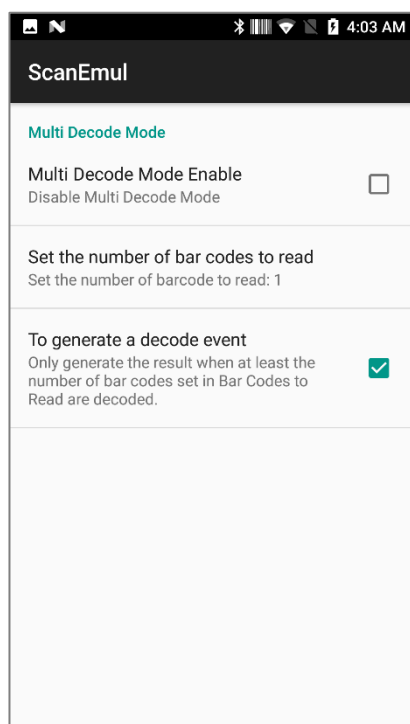 4:03 AM
ScanEmul
Multi Decode Mode
Multi Decode Mode Enable
Disable Multi Decode Mode
Set the number of bar codes to read
Set the number of barcode to read: 1
To generate a decode event
Only generate the result when at least the
number of bar codes set in Bar Codes to
Read are decoded.